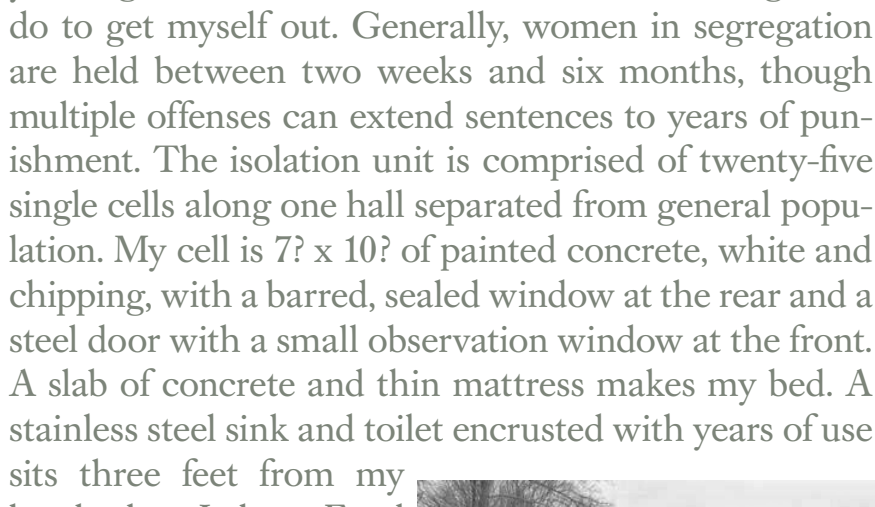 do to get myself out. Generally, women in segregation
are held between two weeks and six months, though
multiple offenses can extend sentences to years of pun-
ishment. The isolation unit is comprised of twenty-five
single cells along one hall separated from general popu-
lation. My cell is 7? x 10? of painted concrete, white and
chipping, with a barred, sealed window at the rear and a
steel door with a small observation window at the front.
A slab of concrete and thin mattress makes my bed. A
stainless steel sink and toilet encrusted with years of use
sits three feet from my